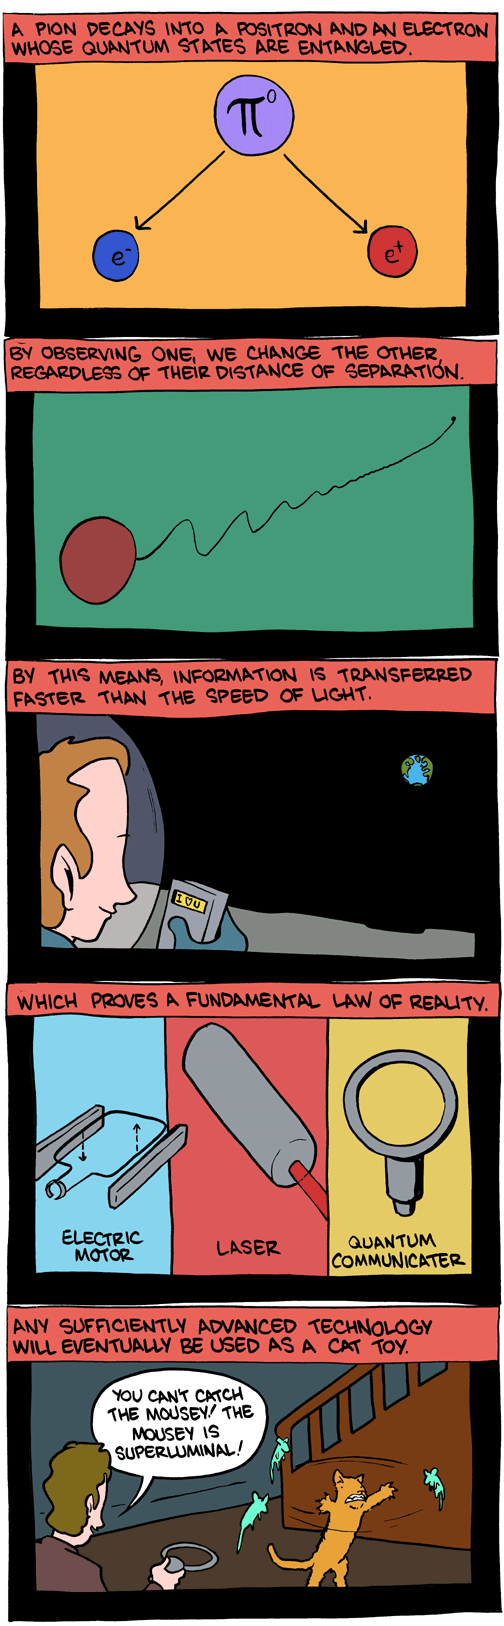 A PION DECAYS INTO A POSITRON AND AN ELECTRON
WHOSE QUANTUM STATES ARE ENTANGLED.
π⁰
e⁻
e⁺
BY OBSERVING ONE, WE CHANGE THE OTHER,
REGARDLESS OF THEIR DISTANCE OF SEPARATION.
BY THIS MEANS, INFORMATION IS TRANSFERRED
FASTER THAN THE SPEED OF LIGHT.
I ♡ U
WHICH PROVES A FUNDAMENTAL LAW OF REALITY.
ELECTRIC
MOTOR
LASER
QUANTUM
COMMUNICATER
ANY SUFFICIENTLY ADVANCED TECHNOLOGY
WILL EVENTUALLY BE USED AS A CAT TOY.
YOU CAN'T CATCH
THE MOUSEY! THE
MOUSEY IS
SUPERLUMINAL!